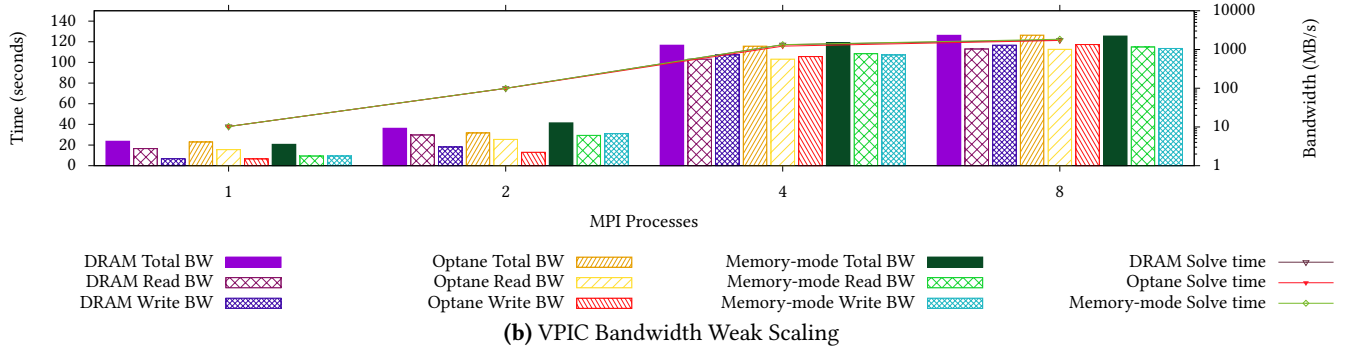 Time (seconds)
140
120
100
80
60
40
20
0
10000
1000
100
10
1
Bandwidth (MB/s)
1 2 4 8
MPI Processes
DRAM Total BW Optane Total BW Memory-mode Total BW DRAM Solve time
DRAM Read BW Optane Read BW Memory-mode Read BW Optane Solve time
DRAM Write BW Optane Write BW Memory-mode Write BW Memory-mode Solve time
(b) VPIC Bandwidth Weak Scaling